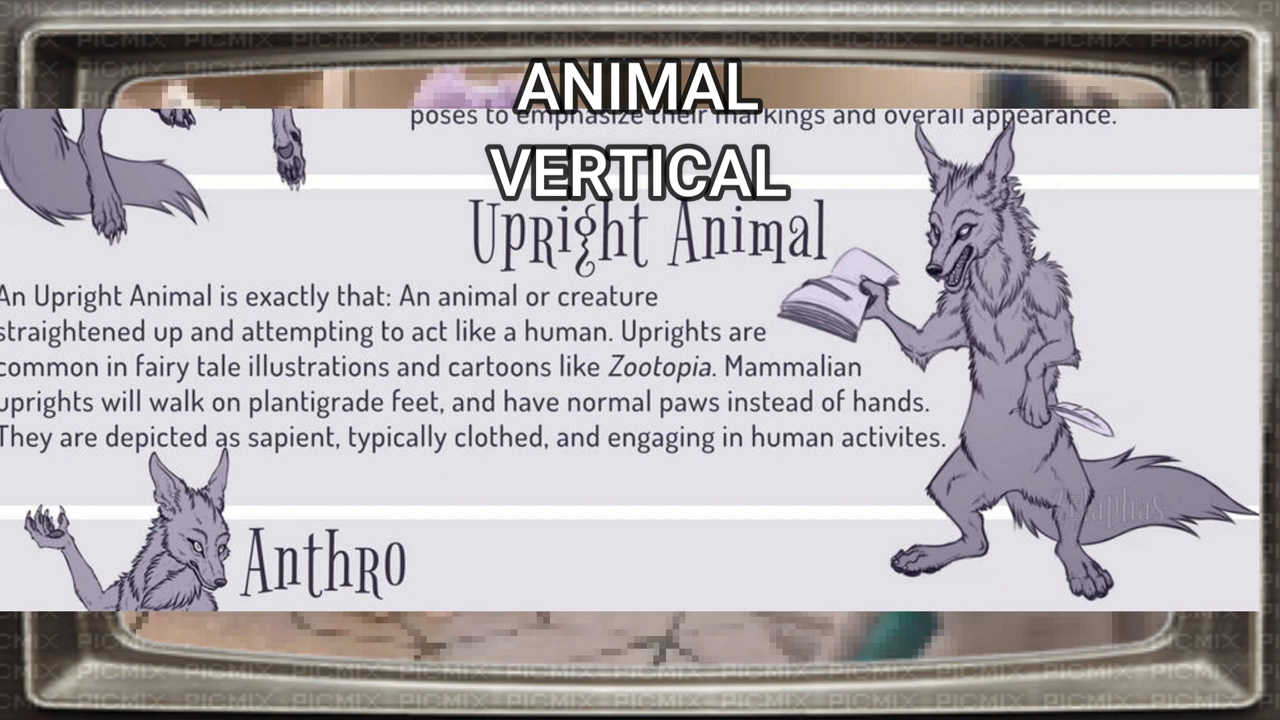 ANIMAL
poses to emphasize their markings and overall appearance.
VERTICAL
Upright Animal
An Upright Animal is exactly that: An animal or creature
straightened up and attempting to act like a human. Uprights are
common in fairy tale illustrations and cartoons like Zootopia. Mammalian
uprights will walk on plantigrade feet, and have normal paws instead of hands.
They are depicted as sapient, typically clothed, and engaging in human activites.
Anthro